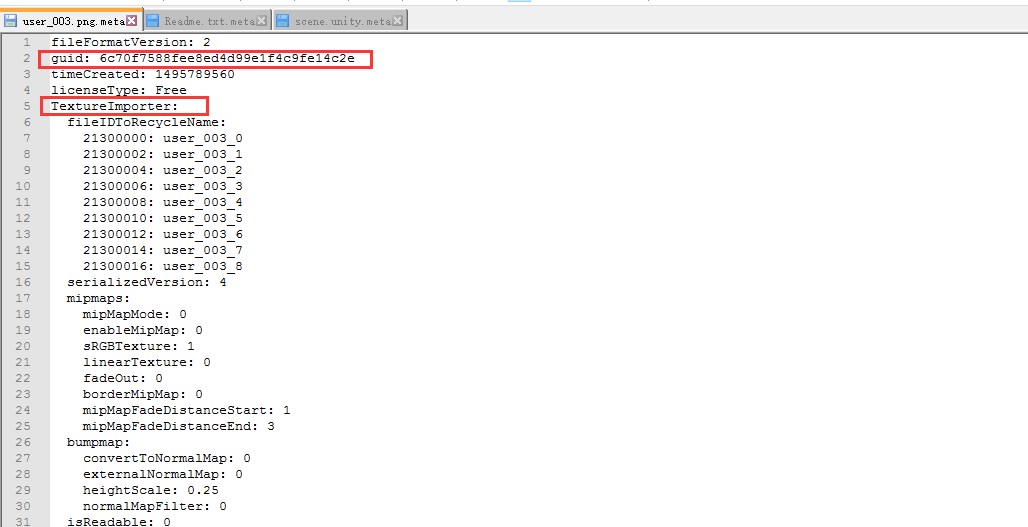 user_003.png.meta Readme.txt.meta scene.unity.meta
1 fileFormatVersion: 2
2 guid: 6c70f7588fee8ed4d99e1f4c9fe14c2e
3 timeCreated: 1495789560
4 licenseType: Free
5 TextureImporter:
6 fileIDToRecycleName:
7 21300000: user_003_0
8 21300002: user_003_1
9 21300004: user_003_2
10 21300006: user_003_3
11 21300008: user_003_4
12 21300010: user_003_5
13 21300012: user_003_6
14 21300014: user_003_7
15 21300016: user_003_8
16 serializedVersion: 4
17 mipmaps:
18 mipMapMode: 0
19 enableMipMap: 0
20 sRGBTexture: 1
21 linearTexture: 0
22 fadeOut: 0
23 borderMipMap: 0
24 mipMapFadeDistanceStart: 1
25 mipMapFadeDistanceEnd: 3
26 bumpmap:
27 convertToNormalMap: 0
28 externalNormalMap: 0
29 heightScale: 0.25
30 normalMapFilter: 0
31 isReadable: 0